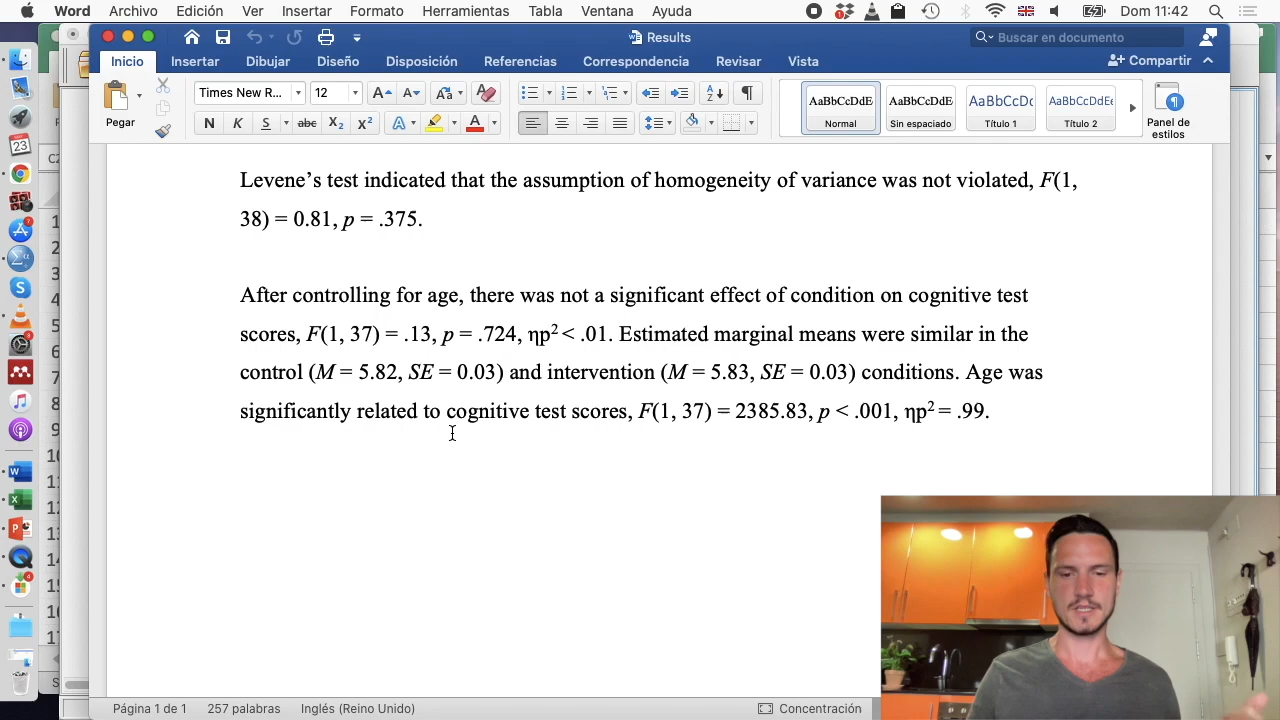 Word Archivo Edición Ver Insertar Formato Herramientas Tabla Ventana Ayuda Dom 11:42
Results
Buscar en documento
Inicio Insertar Dibujar Diseño Disposición Referencias Correspondencia Revisar Vista Compartir
Pegar
Times New R... 12
N K S abc X₂ X²
AaBbCcDdE AaBbCcDdE AaBbCcDc AaBbCcDdEe
Normal Sin espaciado Título 1 Título 2
Panel de
estilos
Levene’s test indicated that the assumption of homogeneity of variance was not violated, F(1,
38) = 0.81, p = .375.
After controlling for age, there was not a significant effect of condition on cognitive test
scores, F(1, 37) = .13, p = .724, ηp² < .01. Estimated marginal means were similar in the
control (M = 5.82, SE = 0.03) and intervention (M = 5.83, SE = 0.03) conditions. Age was
significantly related to cognitive test scores, F(1, 37) = 2385.83, p < .001, ηp² = .99.
Página 1 de 1 257 palabras Inglés (Reino Unido) Concentración